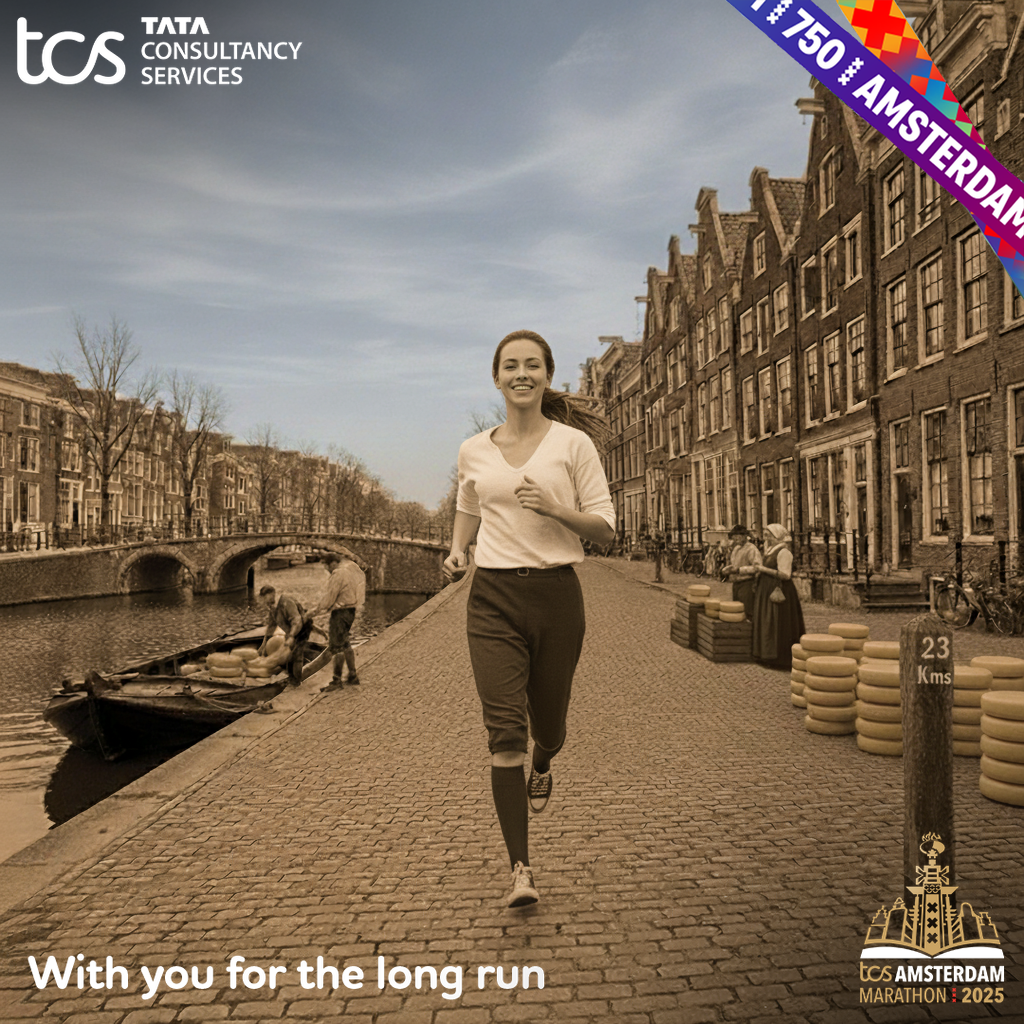 tcs TATA
CONSULTANCY
SERVICES
750 AMSTERDAM
23
Kms
With you for the long run
tcs AMSTERDAM
MARATHON 2025